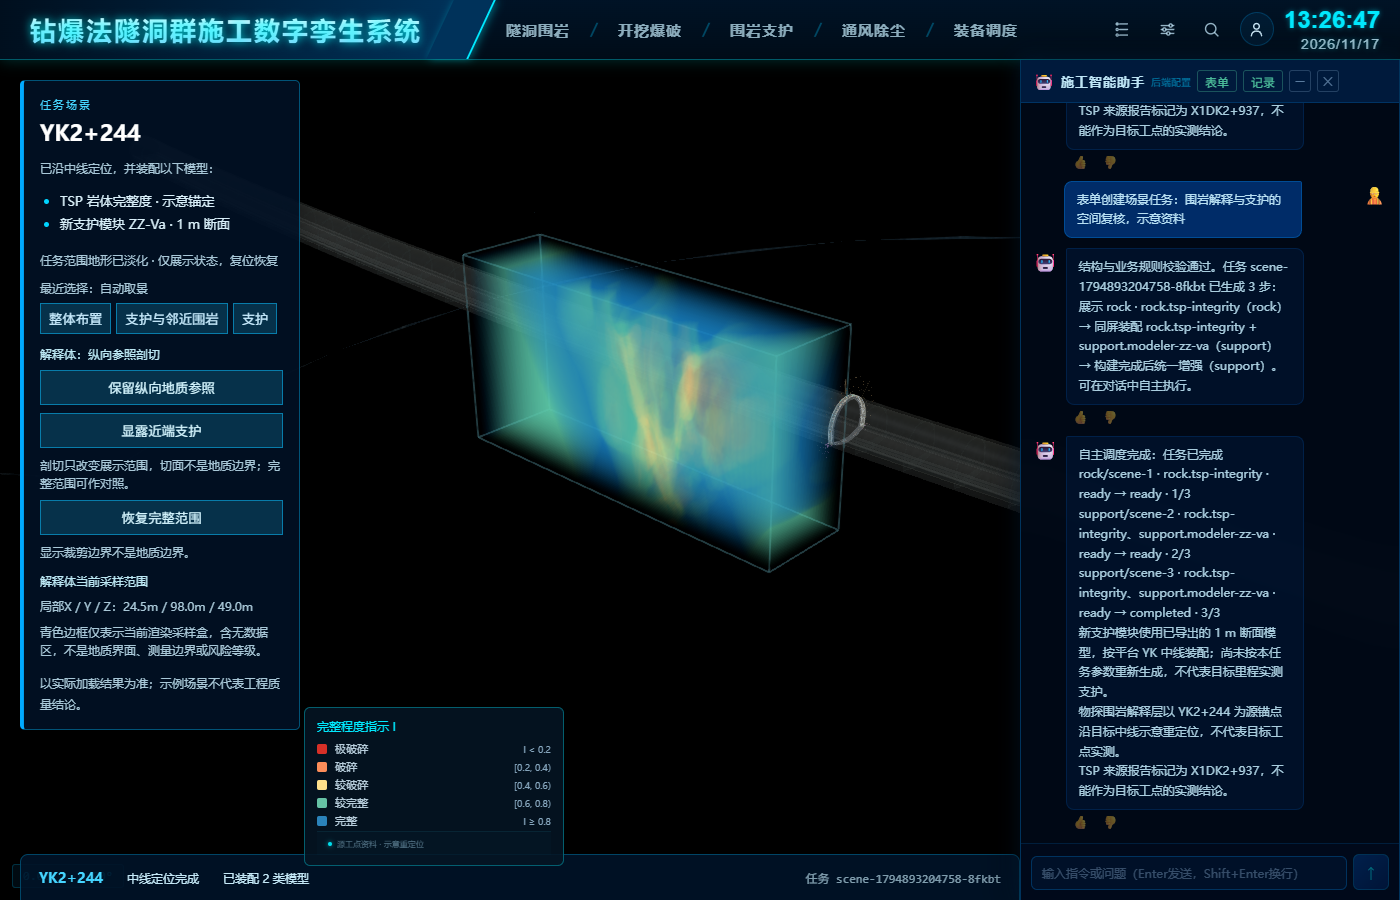 钻爆法隧洞群施工数字孪生系统
隧洞围岩 / 开挖爆破 / 围岩支护 / 通风除尘 / 装备调度
13:26:47
2026/11/17
任务场景
YK2+244
已沿中线定位，并装配以下模型：
TSP 岩体完整度 · 示意锚定
新支护模块 ZZ-Va · 1 m 断面
任务范围地形已淡化 · 仅展示状态，复位恢复
最近选择：自动取景
整体布置
支护与邻近围岩
支护
解释体：纵向参照剖切
保留纵向地质参照
显露近端支护
剖切只改变展示范围，切面不是地质边界；完
整范围可作对照。
恢复完整范围
显示裁剪边界不是地质边界。
解释体当前采样范围
局部X / Y / Z：24.5m / 98.0m / 49.0m
青色边框仅表示当前渲染采样盒，含无数据
区，不是地质界面、测量边界或风险等级。
以实际加载结果为准；示例场景不代表工程质
量结论。
完整程度指示 I
极破碎 I < 0.2
破碎 [0.2, 0.4)
较破碎 [0.4, 0.6)
较完整 [0.6, 0.8)
完整 I ≥ 0.8
源工点资料 · 示意重定位
YK2+244 中线定位完成 已装配 2 类模型
任务 scene-1794893204758-8fkbt
施工智能助手 后端配置 表单 记录
TSP 来源报告标记为 X1DK2+937，不
能作为目标工点的实测结论。
表单创建场景任务：围岩解释与支护的
空间复核，示意资料
结构与业务规则校验通过。任务 scene-
1794893204758-8fkbt 已生成 3 步：
展示 rock · rock.tsp-integrity（rock）
→ 同屏装配 rock.tsp-integrity +
support.modeler-zz-va（support）
→ 构建完成后统一增强（support）。
可在对话中自主执行。
自主调度完成：任务已完成
rock/scene-1 · rock.tsp-integrity ·
ready → ready · 1/3
support/scene-2 · rock.tsp-
integrity、support.modeler-zz-va ·
ready → ready · 2/3
support/scene-3 · rock.tsp-
integrity、support.modeler-zz-va ·
ready → completed · 3/3
新支护模块使用已导出的 1 m 断面模
型，按平台 YK 中线装配；尚未按本任
务参数重新生成，不代表目标里程实测
支护。
物探围岩解释层以 YK2+244 为源锚点
沿目标中线示意重定位，不代表目标工
点实测。
TSP 来源报告标记为 X1DK2+937，不
能作为目标工点的实测结论。
输入指令或问题（Enter发送，Shift+Enter换行）